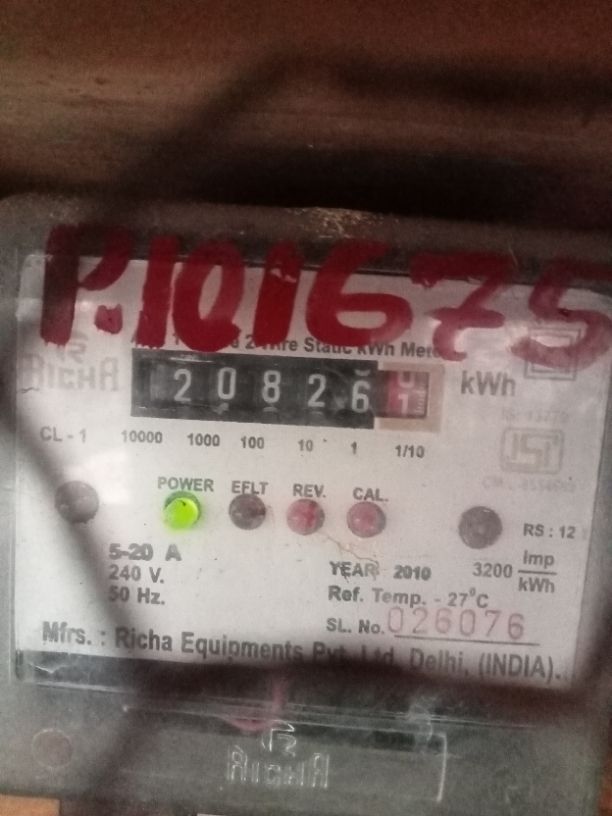 P.101675
Static kWh Mete
RICHA
2 0 8 2 6 1
kWh
CL - 1
10000 1000 100 10 1 1/10
POWER EFLT REV. CAL.
RS : 12
5-20 A
240 V.
50 Hz.
YEAR 2010
3200 Imp
kWh
Ref. Temp. - 27°C
SL. No. 026076
Mfrs. : Richa Equipments Pvt. Ltd. Delhi, (INDIA).
RICHA